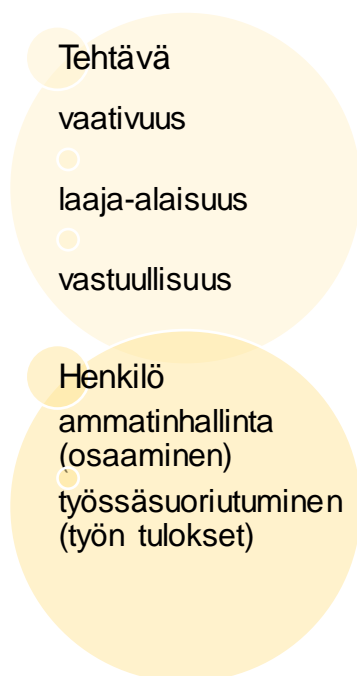 Tehtävä
vaativuus
laaja-alaisuus
vastuullisuus
Henkilö
ammatinhallinta
(osaaminen)
työssäsuoriutuminen
(työn tulokset)